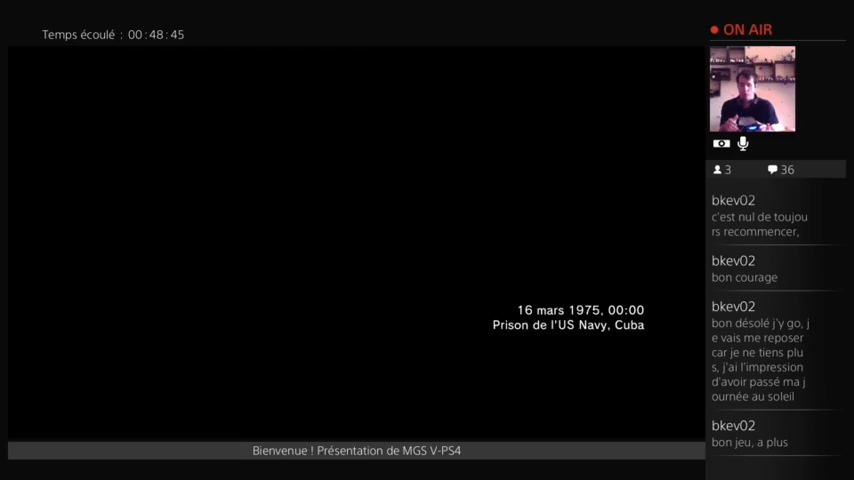 Temps écoulé : 00:48:45
16 mars 1975, 00:00
Prison de l'US Navy, Cuba
Bienvenue ! Présentation de MGS V-PS4
ON AIR
3 36
bkev02
c'est nul de toujou
rs recommencer,
bkev02
bon courage
bkev02
bon désolé j'y go, j
e vais me reposer
car je ne tiens plu
s, j'ai l'impression
d'avoir passé ma j
ournée au soleil
bkev02
bon jeu, a plus